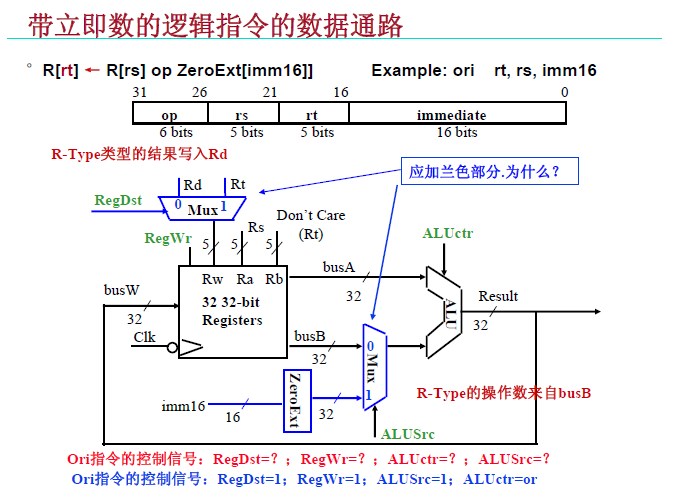 带立即数的逻辑指令的数据通路
° R[rt] ← R[rs] op ZeroExt[imm16]] Example: ori rt, rs, imm16
31 26 21 16 0
op rs rt immediate
6 bits 5 bits 5 bits 16 bits
R-Type类型的结果写入Rd
应加兰色部分.为什么?
Rd Rt
RegDst
0 Mux 1
Rs
Don't Care
(Rt)
RegWr 5 5 5
ALUctr
Rw Ra Rb
busA
32
busW
32
32 32-bit
Registers
Clk
busB
32
0
Mux
1
ALU
Result
32
imm16
16
ZeroExt
32
R-Type的操作数来自busB
ALUSrc
Ori指令的控制信号: RegDst=? ; RegWr=? ; ALUctr=? ; ALUSrc=?
Ori指令的控制信号: RegDst=1; RegWr=1; ALUSrc=1; ALUctr=or